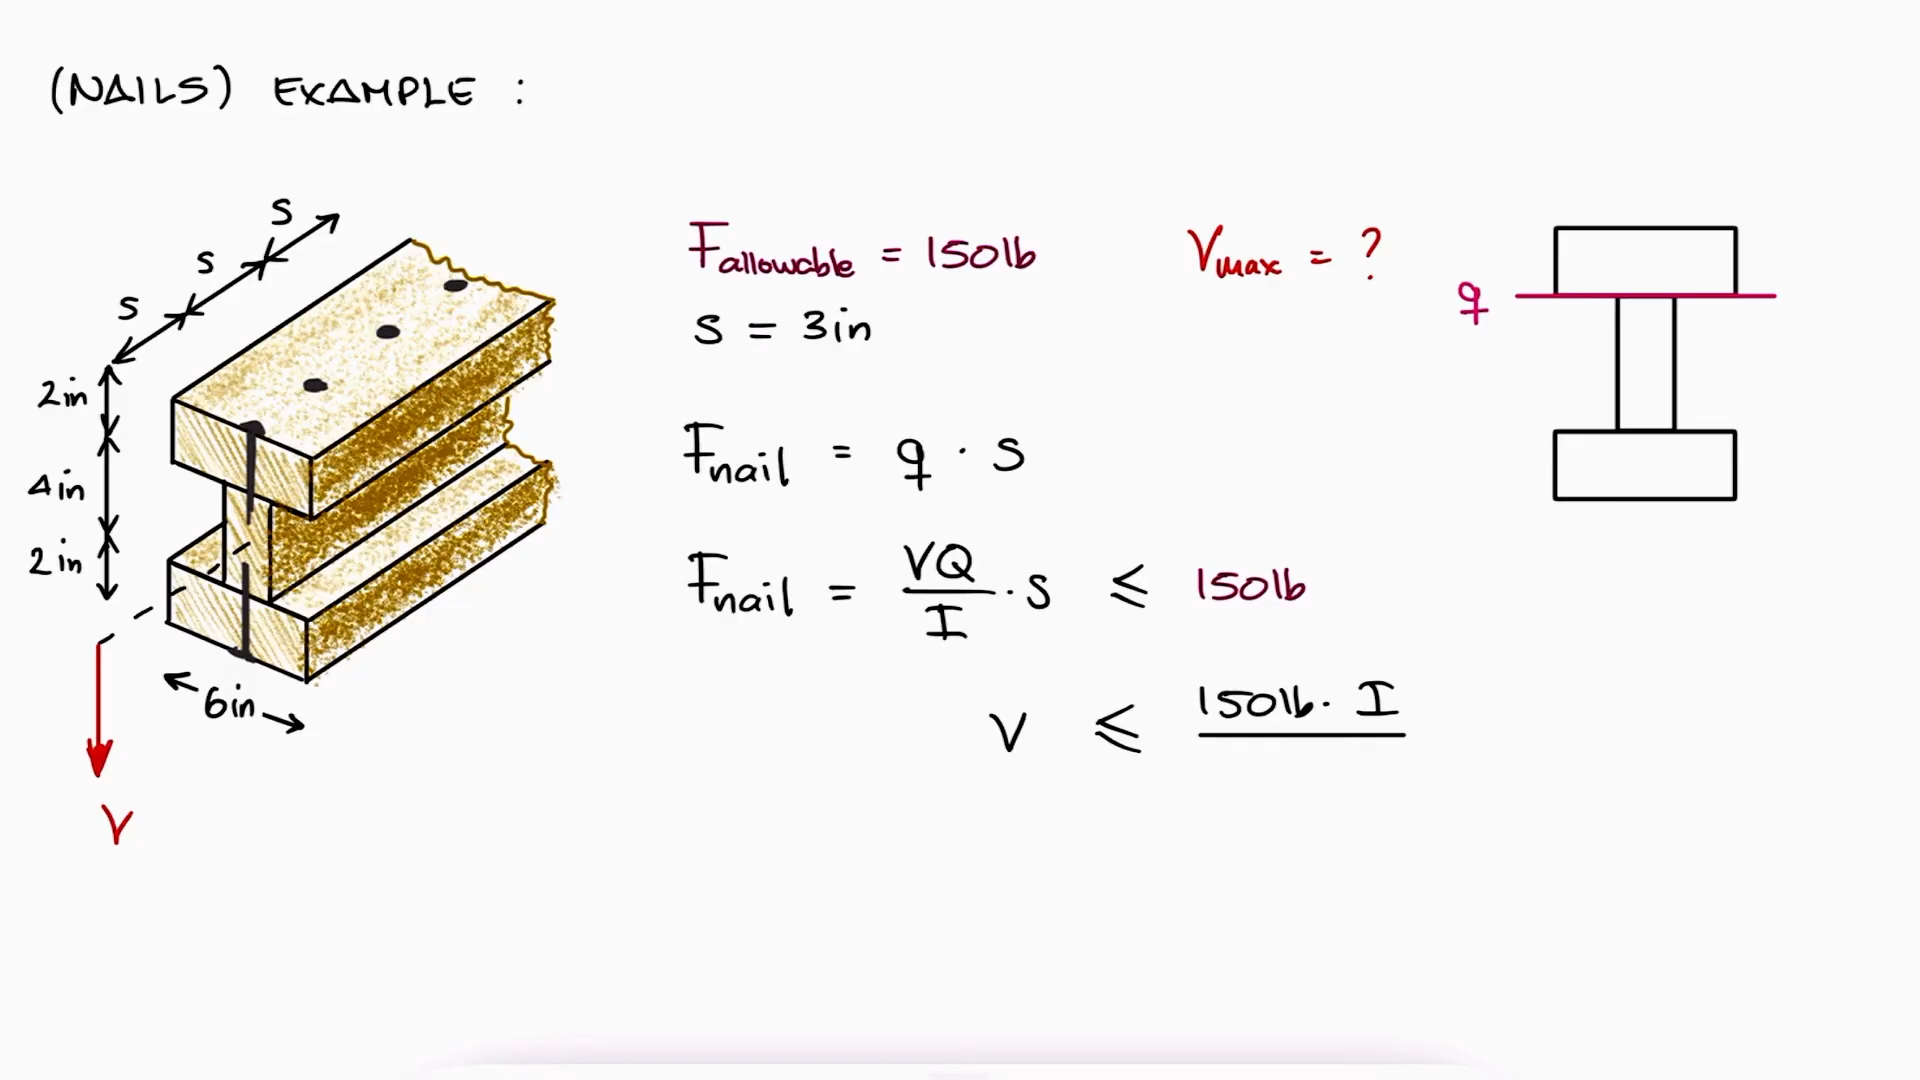 (NAILS) EXAMPLE :
s
s
s
2in
4in
2in
6in
V
Fallowable = 150lb
s = 3in
Vmax = ?
q
Fnail = q · s
Fnail = VQ/I · s ≤ 150lb
V ≤ 150lb · I